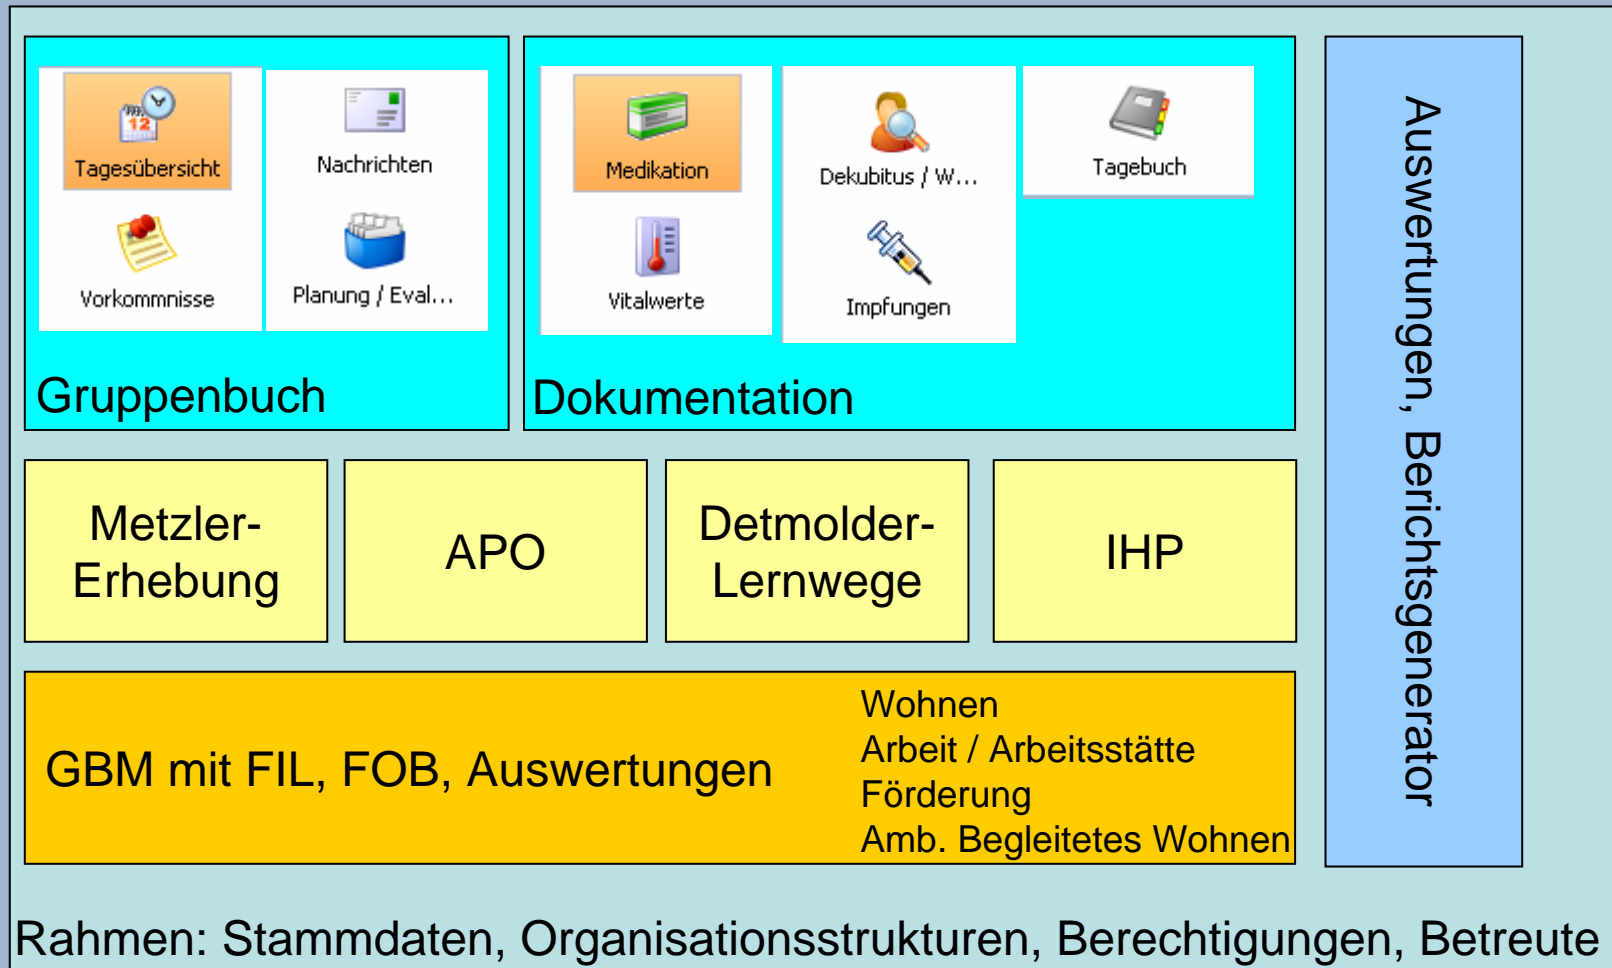 12
Tagesübersicht
Nachrichten
Vorkommnisse
Planung / Eval...
Gruppenbuch
Medikation
Dekubitus / W...
Tagebuch
Vitalwerte
Impfungen
Dokumentation
Metzler-
Erhebung
APO
Detmolder-
Lernwege
IHP
GBM mit FIL, FOB, Auswertungen
Wohnen
Arbeit / Arbeitsstätte
Förderung
Amb. Begleitetes Wohnen
Auswertungen, Berichtsgenerator
Rahmen: Stammdaten, Organisationsstrukturen, Berechtigungen, Betreute